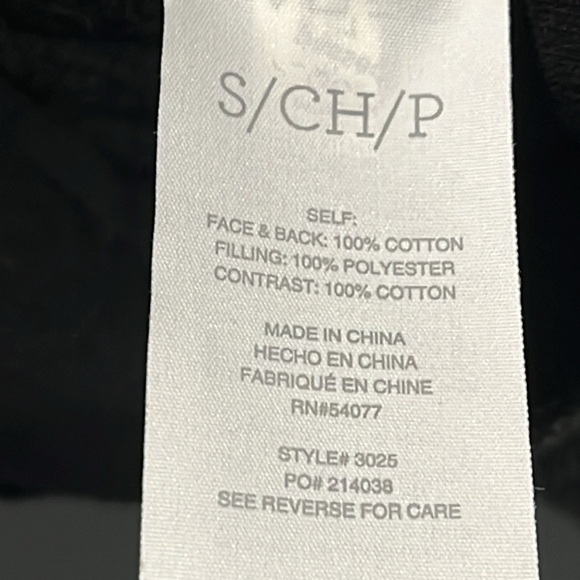 S/CH/P
SELF:
FACE & BACK: 100% COTTON
FILLING: 100% POLYESTER
CONTRAST: 100% COTTON
MADE IN CHINA
HECHO EN CHINA
FABRIQUÉ EN CHINE
RN#54077
STYLE# 3025
PO# 214038
SEE REVERSE FOR CARE